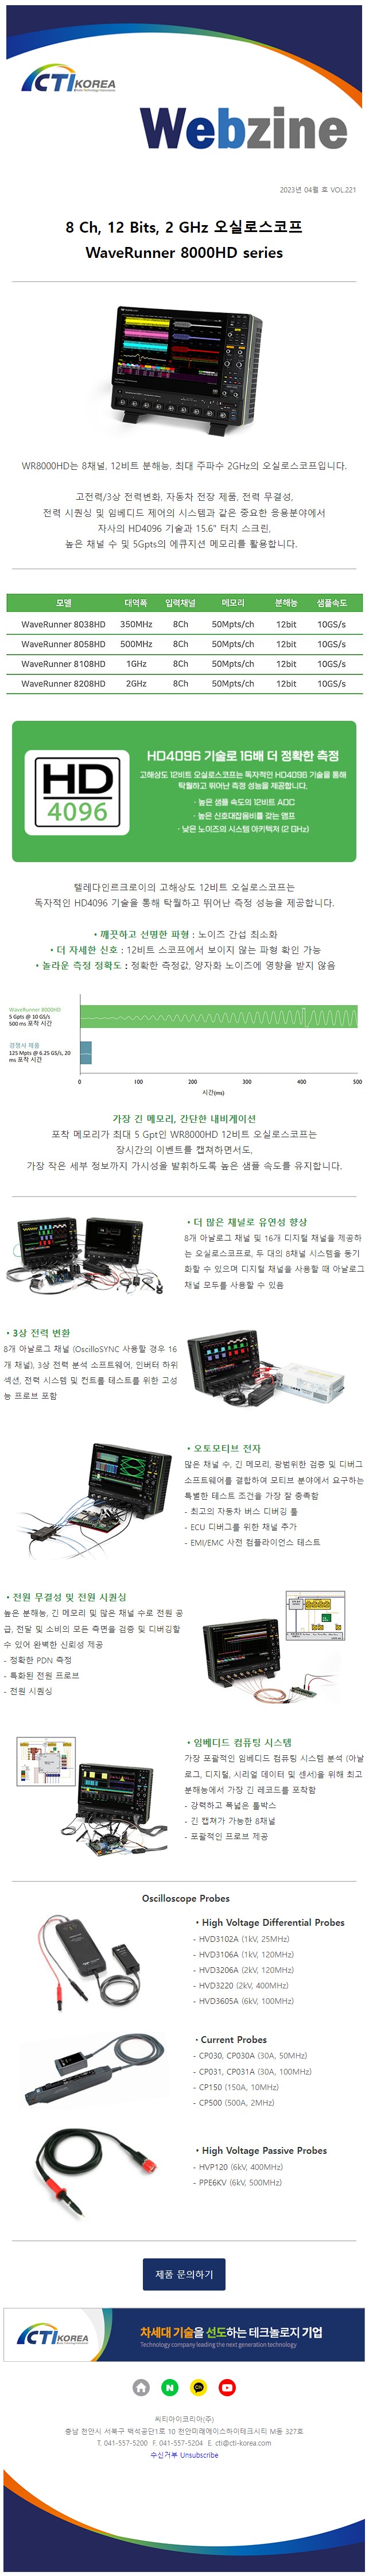 CTI KOREA
Webzine
2023년 04월 호 VOL.221
8 Ch, 12 Bits, 2 GHz 오실로스코프
WaveRunner 8000HD series
WR8000HD는 8채널, 12비트 분해능, 최대 주파수 2GHz의 오실로스코프입니다.
고전력/3상 전력변화, 자동차 전장 제품, 전력 무결성,
전력 시퀀싱 및 임베디드 제어의 시스템과 같은 중요한 응용분야에서
자사의 HD4096 기술과 15.6" 터치 스크린,
높은 채널 수 및 5Gpts의 에큐지션 메모리를 활용합니다.
모델 대역폭 입력채널 메모리 분해능 샘플속도
WaveRunner 8038HD 350MHz 8Ch 50Mpts/ch 12bit 10GS/s
WaveRunner 8058HD 500MHz 8Ch 50Mpts/ch 12bit 10GS/s
WaveRunner 8108HD 1GHz 8Ch 50Mpts/ch 12bit 10GS/s
WaveRunner 8208HD 2GHz 8Ch 50Mpts/ch 12bit 10GS/s
HD
4096
HD4096 기술로 16배 더 정확한 측정
고해상도 12비트 오실로스코프는 독자적인 HD4096 기술을 통해
탁월하고 뛰어난 측정 성능을 제공합니다.
· 높은 샘플 속도의 12비트 ADC
· 높은 신호대잡음비를 갖는 앰프
· 낮은 노이즈의 시스템 아키텍처 (2 GHz)
텔레다인르크로이의 고해상도 12비트 오실로스코프는
독자적인 HD4096 기술을 통해 탁월하고 뛰어난 측정 성능을 제공합니다.
• 깨끗하고 선명한 파형 : 노이즈 간섭 최소화
• 더 자세한 신호 : 12비트 스코프에서 보이지 않는 파형 확인 가능
• 놀라운 측정 정확도 : 정확한 측정값, 양자화 노이즈에 영향을 받지 않음
WaveRunner 8000HD
5 Gpts @ 10 GS/s
500 ms 포착 시간
경쟁사 제품
125 Mpts @ 6.25 GS/s, 20
ms 포착 시간
0 100 200 300 400 500
시간(ms)
가장 긴 메모리, 간단한 내비게이션
포착 메모리가 최대 5 Gpt인 WR8000HD 12비트 오실로스코프는
장시간의 이벤트를 캡쳐하면서도,
가장 작은 세부 정보까지 가시성을 발휘하도록 높은 샘플 속도를 유지합니다.
• 더 많은 채널로 유연성 향상
8개 아날로그 채널 및 16개 디지털 채널을 제공하
는 오실로스코프로, 두 대의 8채널 시스템을 동기
화할 수 있으며 디지털 채널을 사용할 때 아날로그
채널 모두를 사용할 수 있음
• 3상 전력 변환
8개 아날로그 채널 (OscilloSYNC 사용할 경우 16
개 채널), 3상 전력 분석 소프트웨어, 인버터 하위
섹션, 전력 시스템 및 컨트롤 테스트를 위한 고성
능 프로브 포함
• 오토모티브 전자
많은 채널 수, 긴 메모리, 광범위한 검증 및 디버그
소프트웨어를 결합하여 모티브 분야에서 요구하는
특별한 테스트 조건을 가장 잘 충족함
- 최고의 자동차 버스 디버깅 툴
- ECU 디버그를 위한 채널 추가
- EMI/EMC 사전 컴플라이언스 테스트
• 전원 무결성 및 전원 시퀀싱
높은 분해능, 긴 메모리 및 많은 채널 수로 전원 공
급, 전달 및 소비의 모든 측면을 검증 및 디버깅할
수 있어 완벽한 신뢰성 제공
- 정확한 PDN 측정
- 특화된 전원 프로브
- 전원 시퀀싱
• 임베디드 컴퓨팅 시스템
가장 포괄적인 임베디드 컴퓨팅 시스템 분석 (아날
로그, 디지털, 시리얼 데이터 및 센서)을 위해 최고
분해능에서 가장 긴 레코드를 포착함
- 강력하고 폭넓은 툴박스
- 긴 캡쳐가 가능한 8채널
- 포괄적인 프로브 제공
Oscilloscope Probes
• High Voltage Differential Probes
- HVD3102A (1kV, 25MHz)
- HVD3106A (1kV, 120MHz)
- HVD3206A (2kV, 120MHz)
- HVD3220 (2kV, 400MHz)
- HVD3605A (6kV, 100MHz)
• Current Probes
- CP030, CP030A (30A, 50MHz)
- CP031, CP031A (30A, 100MHz)
- CP150 (150A, 10MHz)
- CP500 (500A, 2MHz)
• High Voltage Passive Probes
- HVP120 (6kV, 400MHz)
- PPE6KV (6kV, 500MHz)
제품 문의하기
CTI KOREA
차세대 기술을 선도하는 테크놀로지 기업
Technology company leading the next generation technology
씨티아이코리아(주)
충남 천안시 서북구 백석공단1로 10 천안미래에이스하이테크시티 M동 327호
T. 041-557-5200 F. 041-557-5204 E. cti@cti-korea.com
수신거부 Unsubscribe